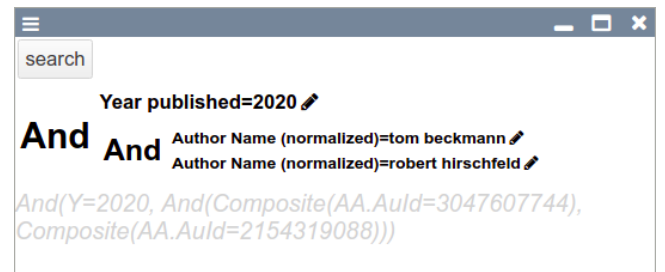 search
Year published=2020
And
And
Author Name (normalized)=tom beckmann
Author Name (normalized)=robert hirschfeld
And(Y=2020, And(Composite(AA.AuId=3047607744),
Composite(AA.AuId=2154319088)))